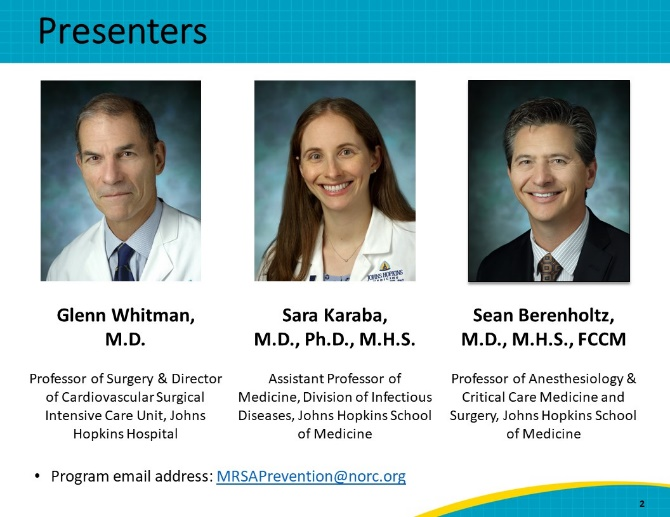 Presenters
JOHNS HOPKINS
Glenn Whitman,
M.D.
Sara Karaba,
M.D., Ph.D., M.H.S.
Sean Berenholtz,
M.D., M.H.S., FCCM
Professor of Surgery & Director
of Cardiovascular Surgical
Intensive Care Unit, Johns
Hopkins Hospital
Assistant Professor of
Medicine, Division of Infectious
Diseases, Johns Hopkins School
of Medicine
Professor of Anesthesiology &
Critical Care Medicine and
Surgery, Johns Hopkins School
of Medicine
• Program email address: MRSAPrevention@norc.org
2